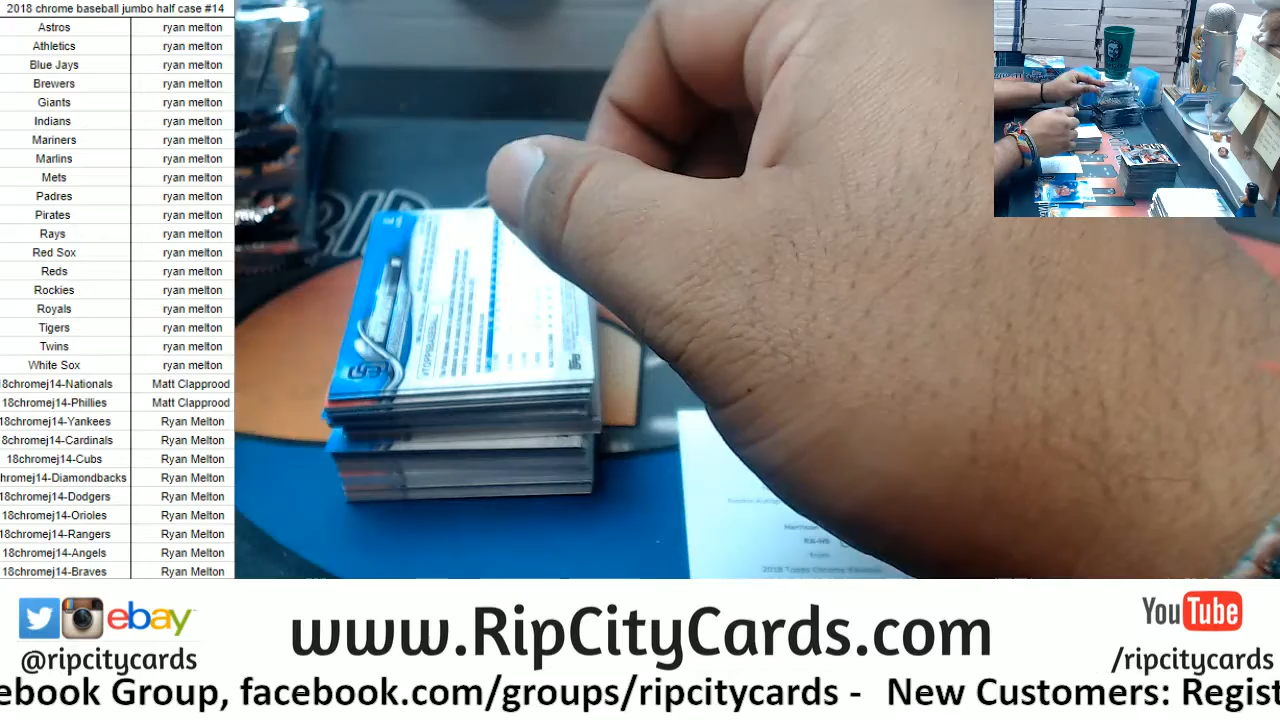 2018 chrome baseball jumbo half case #14
Astros ryan melton
Athletics ryan melton
Blue Jays ryan melton
Brewers ryan melton
Giants ryan melton
Indians ryan melton
Mariners ryan melton
Marlins ryan melton
Mets ryan melton
Padres ryan melton
Pirates ryan melton
Rays ryan melton
Red Sox ryan melton
Reds ryan melton
Rockies ryan melton
Royals ryan melton
Tigers ryan melton
Twins ryan melton
White Sox ryan melton
18chromej14-Nationals Matt Clapprood
18chromej14-Phillies Matt Clapprood
18chromej14-Yankees Ryan Melton
8chromej14-Cardinals Ryan Melton
18chromej14-Cubs Ryan Melton
romej14-Diamondbacks Ryan Melton
18chromej14-Dodgers Ryan Melton
18chromej14-Orioles Ryan Melton
18chromej14-Rangers Ryan Melton
18chromej14-Angels Ryan Melton
18chromej14-Braves Ryan Melton
from
2018 Topps Chrome
ebay
@ripcitycards
www.RipCityCards.com
YouTube
/ripcitycards
ebook Group, facebook.com/groups/ripcitycards - New Customers: Regist